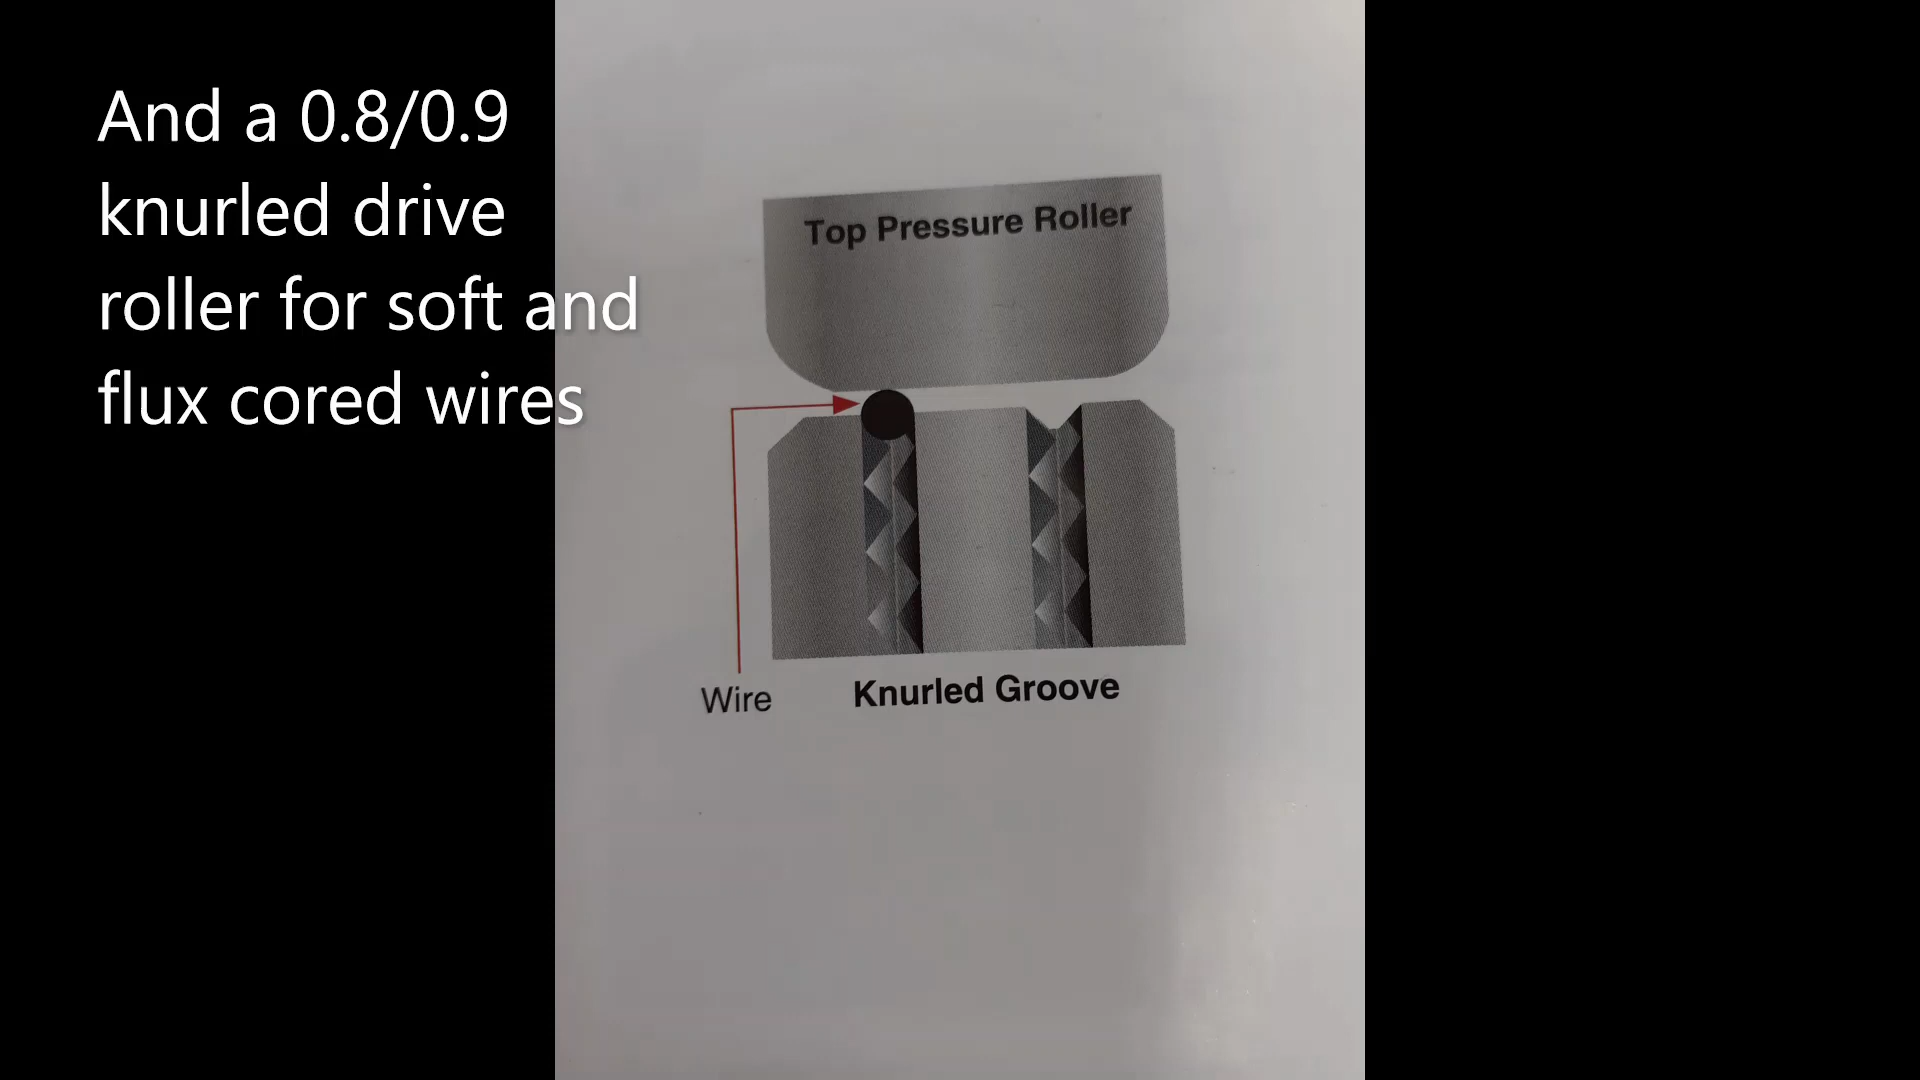 And a 0.8/0.9
knurled drive
roller for soft and
flux cored wires
Top Pressure Roller
Wire
Knurled Groove